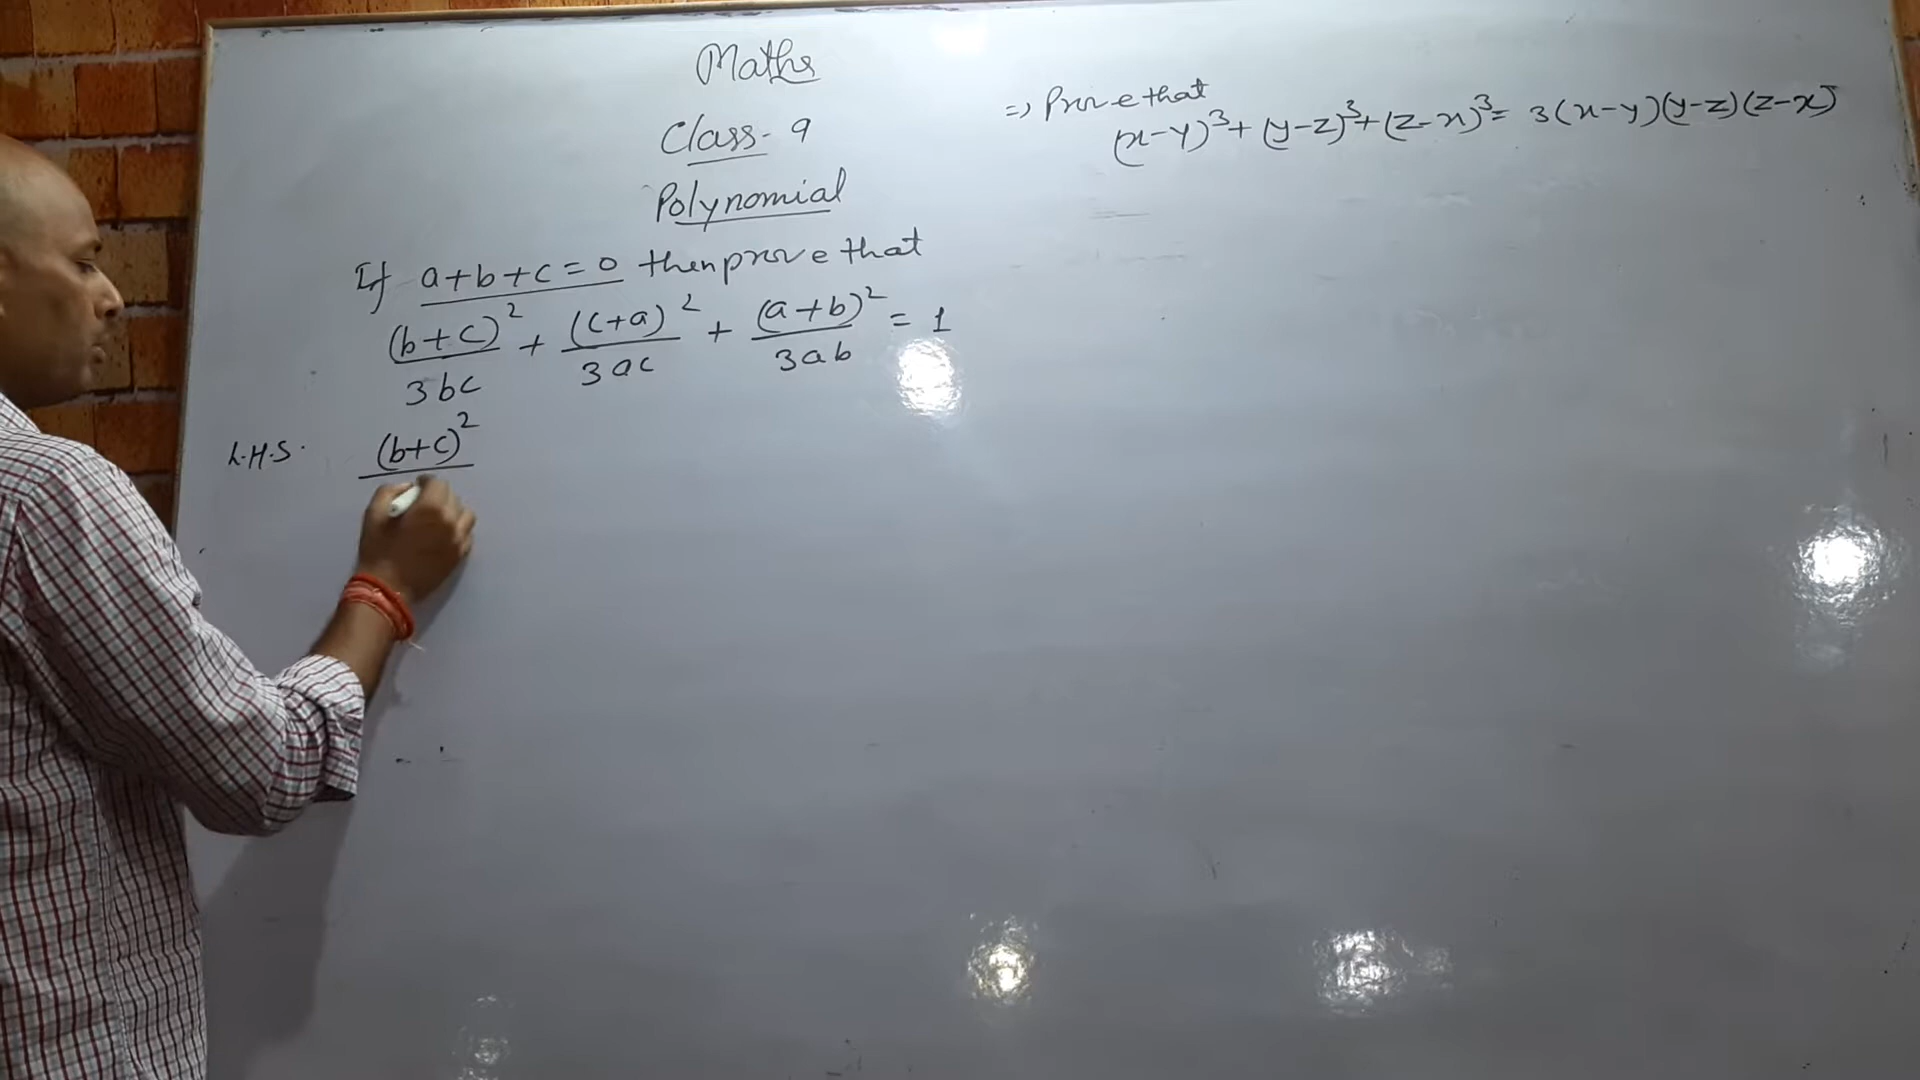 Maths
Class- 9
Polynomial
If a+b+c=0 then prove that
(b+c)²/3bc + (c+a)²/3ac + (a+b)²/3ab = 1
L.H.S. (b+c)²
=> Prove that
(x-y)³+(y-z)³+(z-x)³= 3(x-y)(y-z)(z-x)